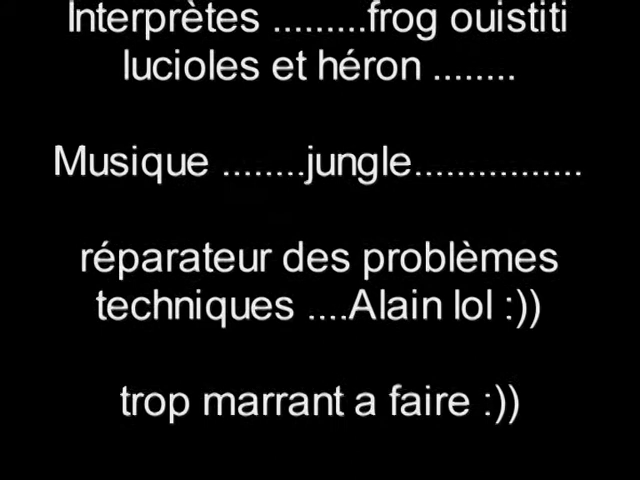 Interprètes .........frog ouistiti
lucioles et héron ........
Musique ........jungle................
réparateur des problèmes
techniques ....Alain lol :))
trop marrant a faire :))